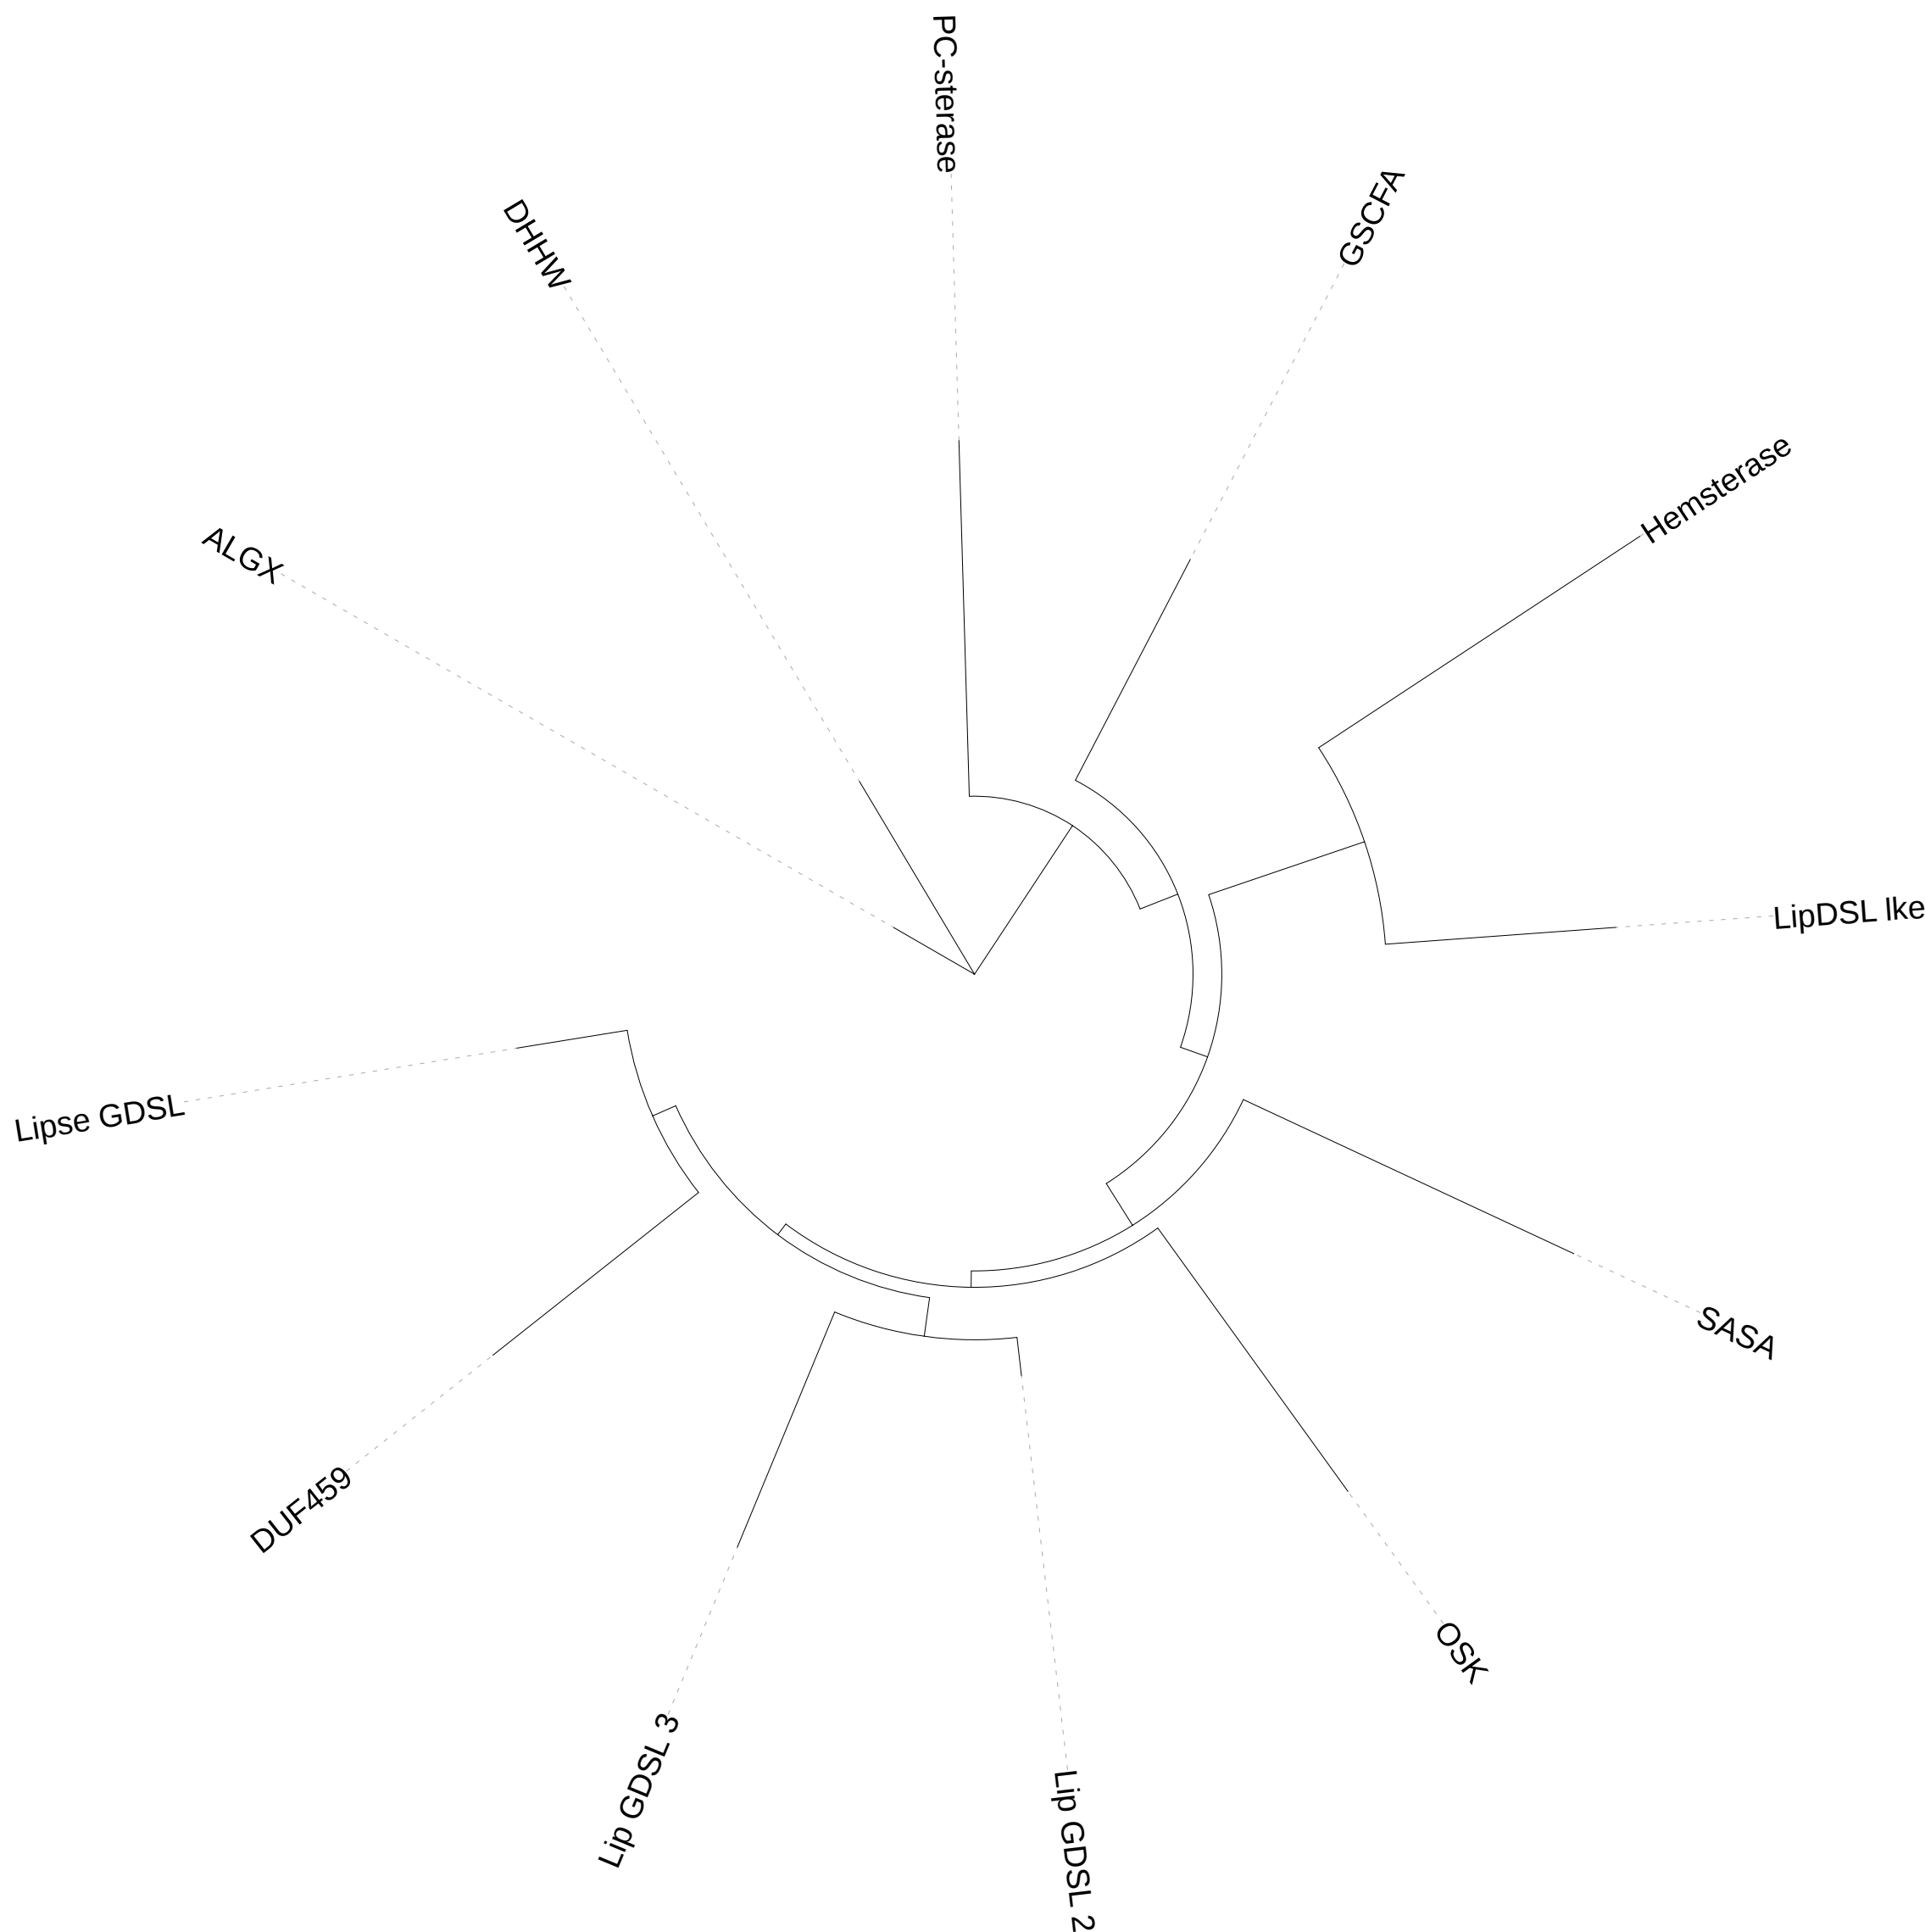 PC-sterase
GSCFA
DHHW
Hemsterase
ALGX
LipDSL lke
Lipse GDSL
SASA
DUF459
OSK
Lip GDSL 3
Lip GDSL 2